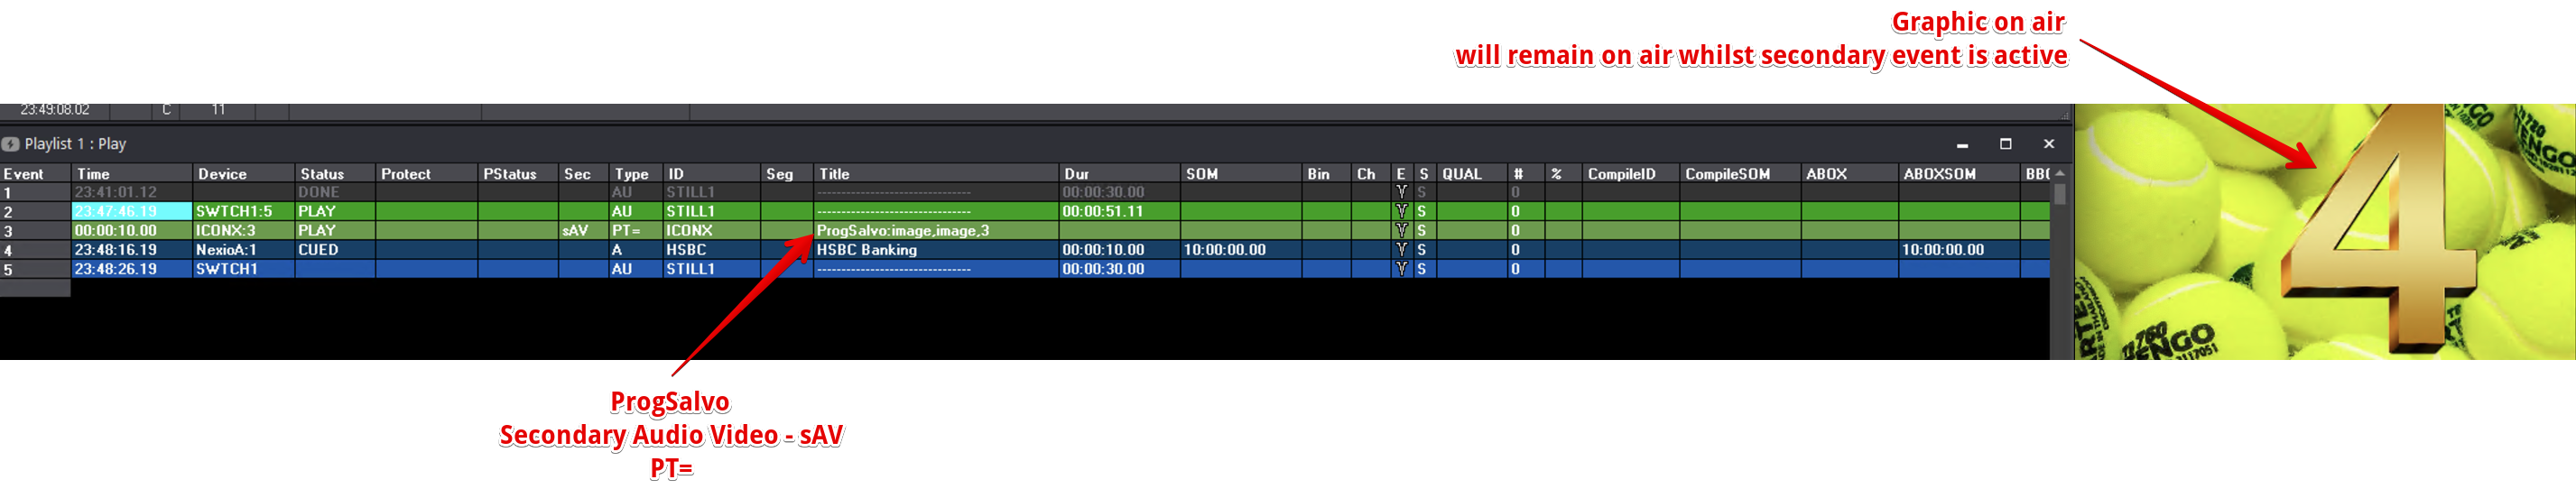 Graphic on air
will remain on air whilst secondary event is active
23:49:08.02 C 11
Playlist 1 : Play
Event Time Device Status Protect PStatus Sec Type ID Seg Title Dur SOM Bin Ch E S QUAL # % CompileID CompileSOM ABOX ABOXSOM
1 23:41:01.12 DONE AU STILL1 -------------------------------- 00:00:30.00 S 0
2 23:47:46.19 SWTCH1:5 PLAY AU STILL1 -------------------------------- 00:00:51.11 S 0
3 00:00:10.00 ICONX:3 PLAY sAV PT= ICONX ProgSalvo:image,image,3 S 0
4 23:48:16.19 NexioA:1 CUED A HSBC HSBC Banking 00:00:10.00 10:00:00.00 S 0 10:00:00.00
5 23:48:26.19 SWTCH1 AU STILL1 -------------------------------- 00:00:30.00 S 0
4
ProgSalvo
Secondary Audio Video - sAV
PT=